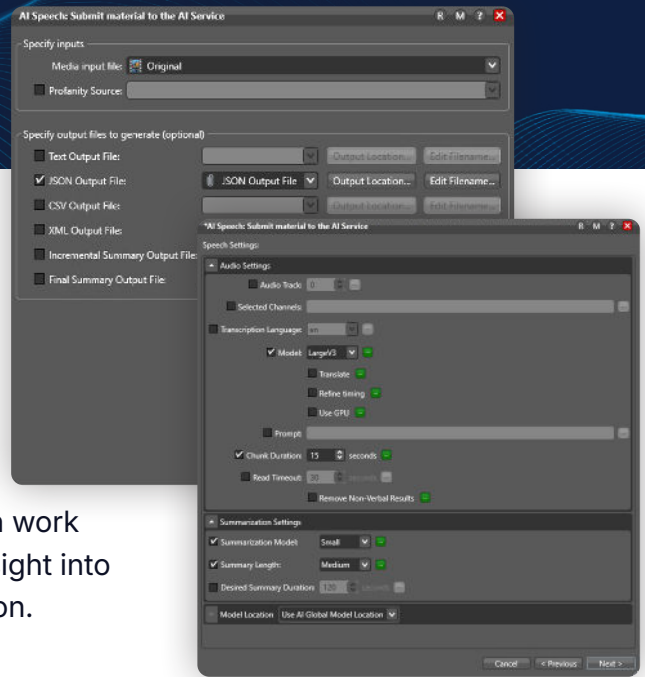 AI Speech: Submit material to the AI Service R M ?
Specify inputs
Media input file: Original
Profanity Source:
Specify output files to generate (optional)
Text Output File: Output Location... Edit Filename...
JSON Output File: JSON Output File Output Location... Edit Filename...
CSV Output File: Output Location... Edit Filename...
XML Output File:
Incremental Summary Output File:
Final Summary Output File:
*AI Speech: Submit material to the AI Service R M ?
Speech Settings:
Audio Settings
Audio Track: 0
Selected Channels:
Transcription Language: en
Model: LargeV3
Translate
Refine timing
Use GPU
Prompt:
Chunk Duration: 15 seconds
Read Timeout: 30 seconds
Remove Non-Verbal Results
Summarization Settings
Summarization Model: Small
Summary Length: Medium
Desired Summary Duration 120 seconds
Model Location Use AI Global Model Location
Cancel < Previous Next >
work
ight into
on.